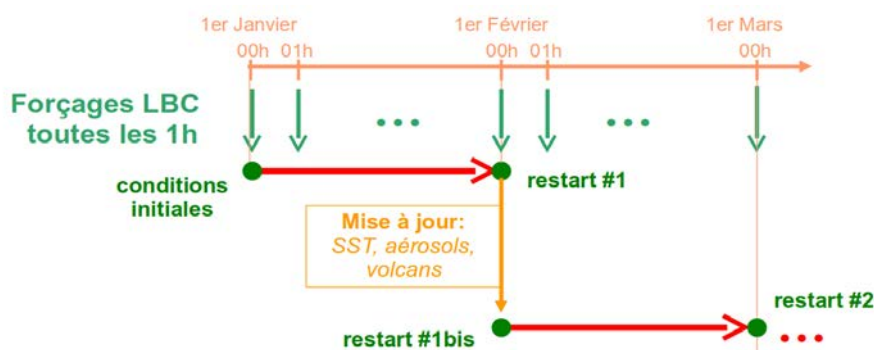 1er Janvier
1er Février
1er Mars
00h 01h
00h 01h
00h
Forçages LBC
toutes les 1h
...
...
conditions
initiales
restart #1
Mise à jour:
SST, aérosols,
volcans
restart #1bis
restart #2
...